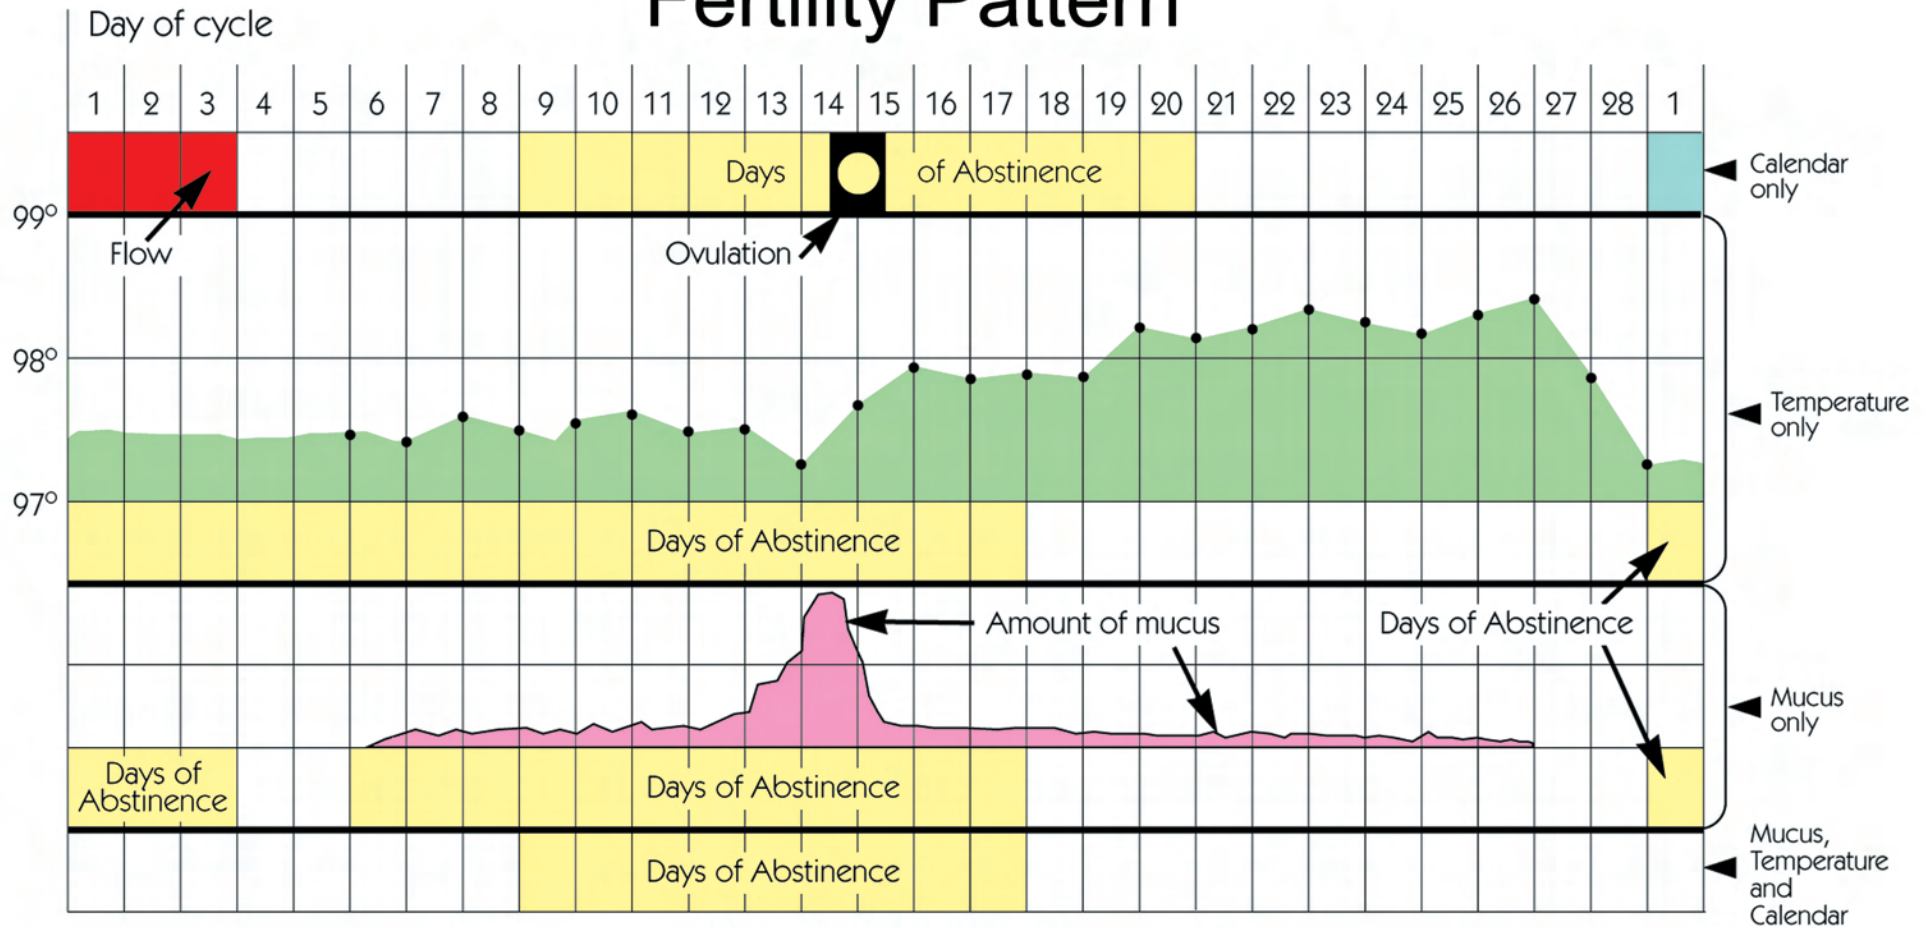 Fertility Pattern
Day of cycle
1 2 3 4 5 6 7 8 9 10 11 12 13 14 15 16 17 18 19 20 21 22 23 24 25 26 27 28 1
Days of Abstinence
Calendar
only
99°
Flow
Ovulation
98°
Temperature
only
97°
Days of Abstinence
Amount of mucus
Days of Abstinence
Mucus
only
Days of
Abstinence
Days of Abstinence
Days of Abstinence
Mucus,
Temperature
and
Calendar